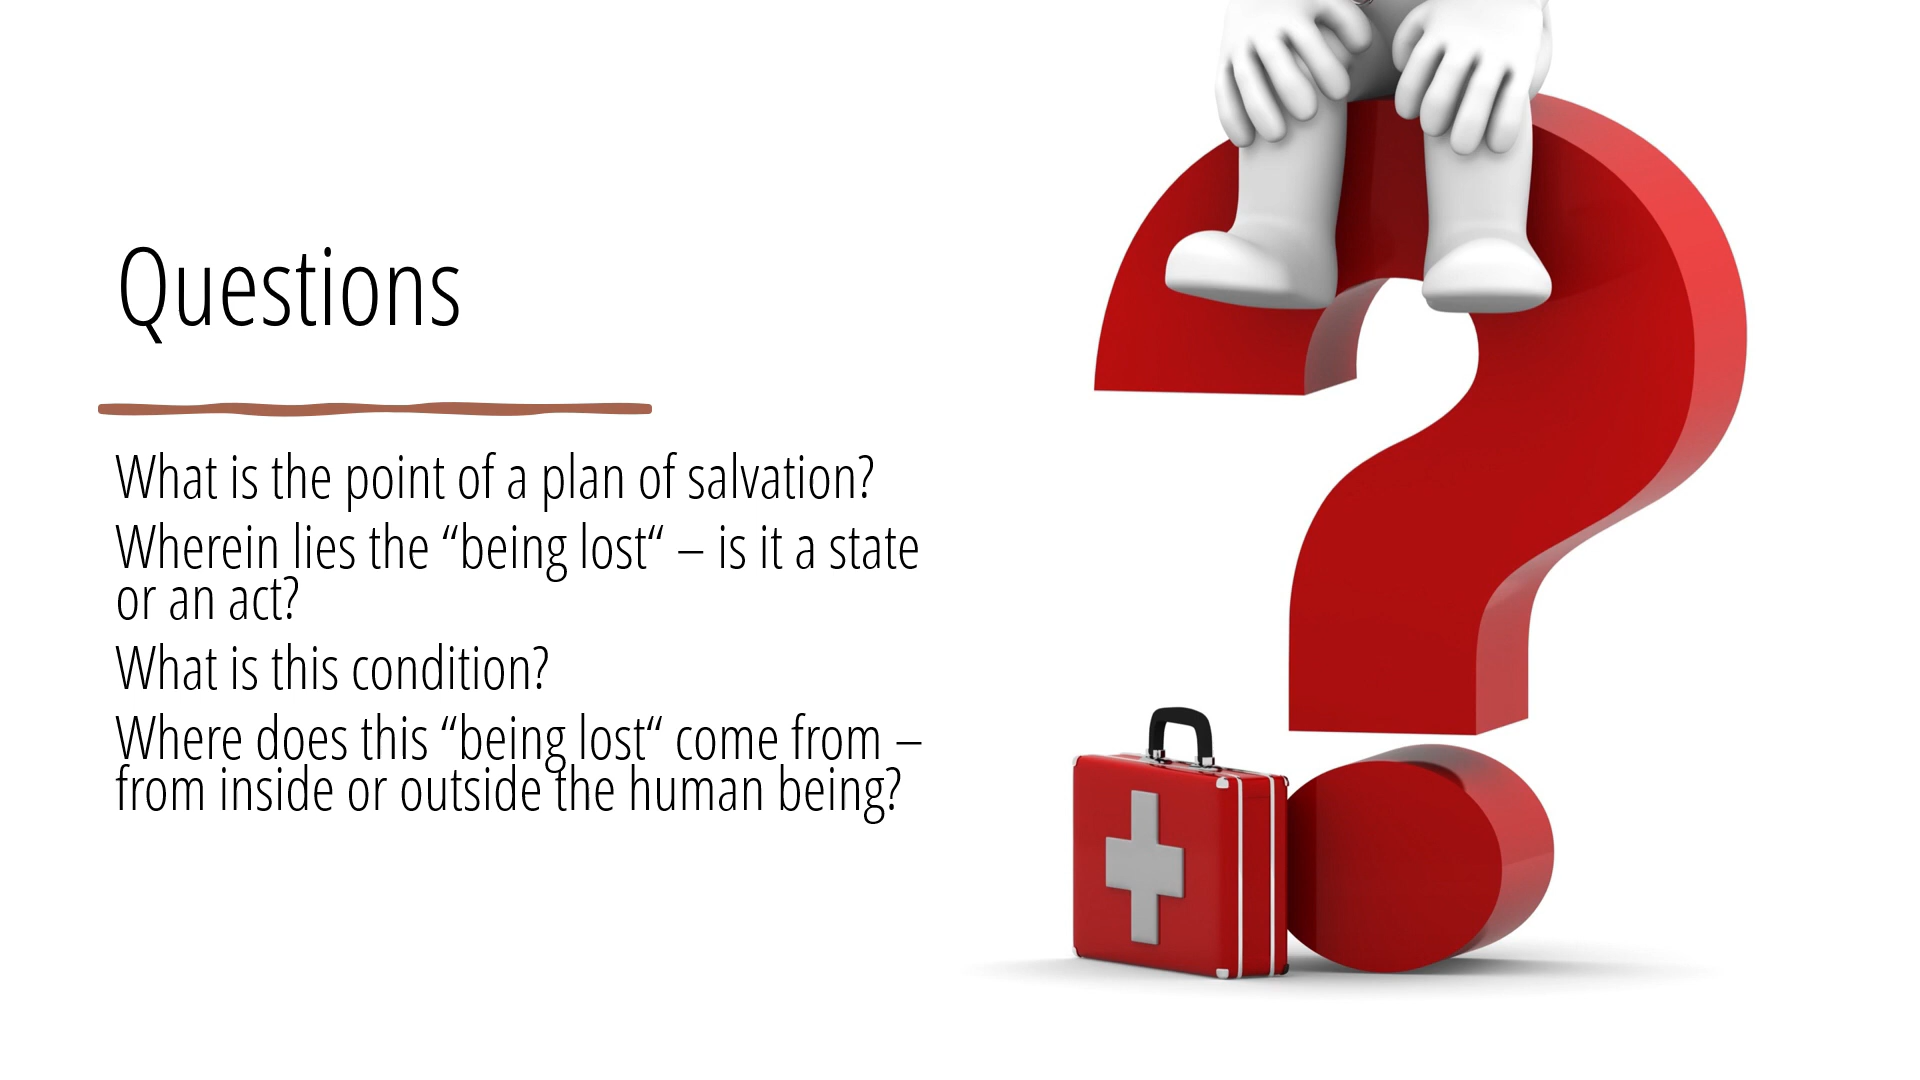 Questions
What is the point of a plan of salvation?
Wherein lies the “being lost“ – is it a state
or an act?
What is this condition?
Where does this “being lost“ come from –
from inside or outside the human being?